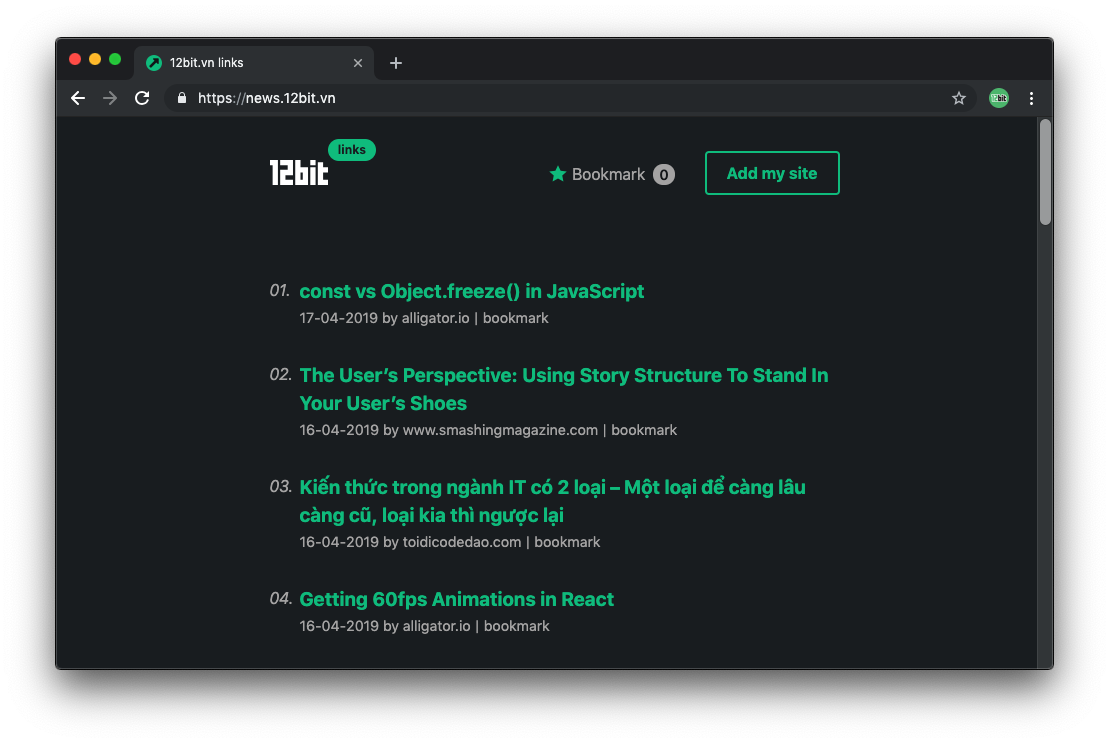 12bit.vn links
https://news.12bit.vn
12bit
links
12bit
Bookmark 0
Add my site
01. const vs Object.freeze() in JavaScript
17-04-2019 by alligator.io | bookmark
02. The User’s Perspective: Using Story Structure To Stand In
Your User’s Shoes
16-04-2019 by www.smashingmagazine.com | bookmark
03. Kiến thức trong ngành IT có 2 loại – Một loại để càng lâu
càng cũ, loại kia thì ngược lại
16-04-2019 by toidicodedao.com | bookmark
04. Getting 60fps Animations in React
16-04-2019 by alligator.io | bookmark